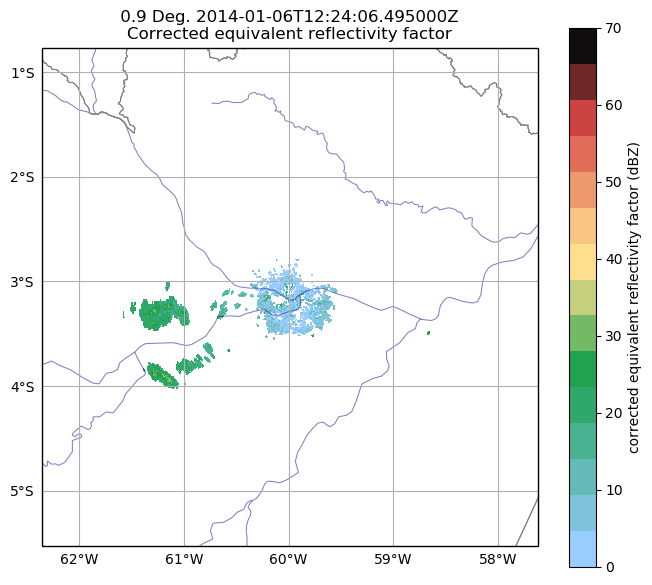 0.9 Deg. 2014-01-06T12:24:06.495000Z
Corrected equivalent reflectivity factor
1°S
2°S
3°S
4°S
5°S
62°W
61°W
60°W
59°W
58°W
70
60
50
40
30
20
10
0
corrected equivalent reflectivity factor (dBZ)